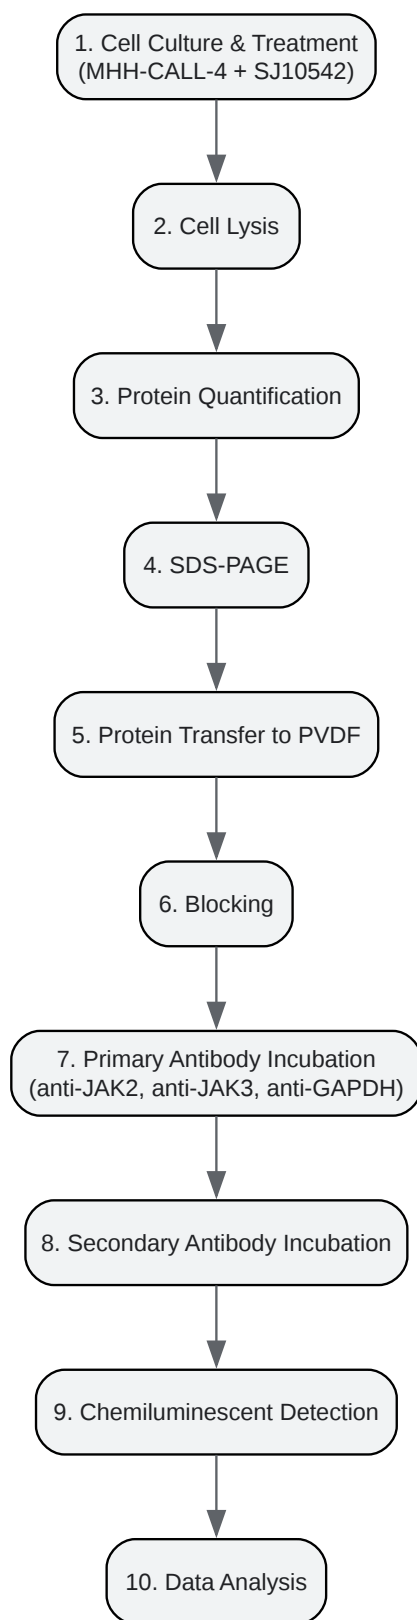 1. Cell Culture & Treatment
(MHH-CALL-4 + SJ10542)
2. Cell Lysis
3. Protein Quantification
4. SDS-PAGE
5. Protein Transfer to PVDF
6. Blocking
7. Primary Antibody Incubation
(anti-JAK2, anti-JAK3, anti-GAPDH)
8. Secondary Antibody Incubation
9. Chemiluminescent Detection
10. Data Analysis